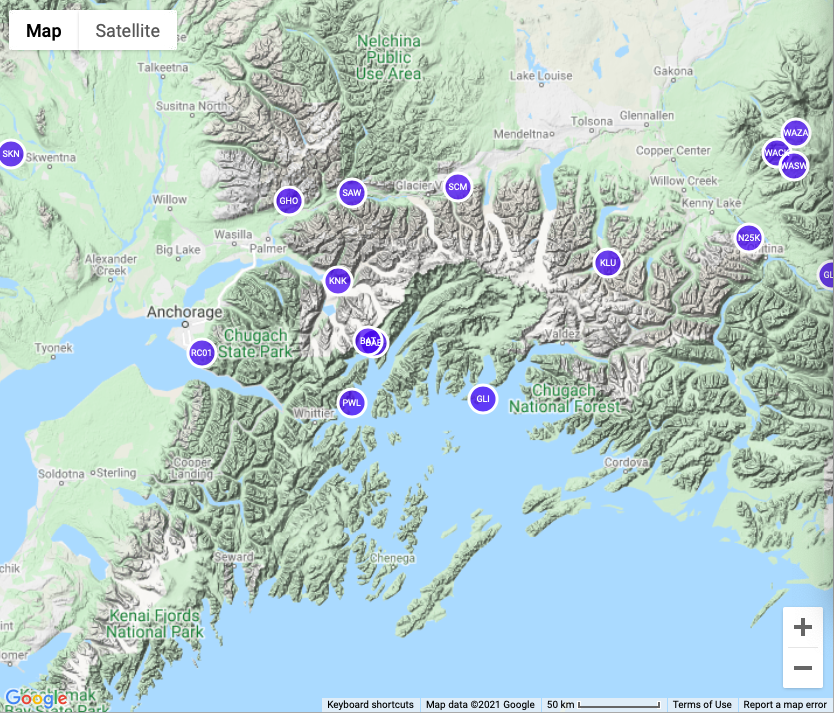 Map Satellite
Nelchina
Public
Use Area
Talkeetna
Lake Louise
Gakona
Susitna North
Glennallen
Tolsona
Mendeltna
WAZA
SKN
Skwentna
Copper Center
WASW
Glacier V
SCM
SAW
GHO
Willow
Willow Creek
Kenny Lake
Wasilla
Palmer
Big Lake
N25K
Alexander
Creek
KLU
GL
KNK
Anchorage
Chugach
State Park
BAT
Valdez
Tyonek
RC01
Chugach
National Forest
PWL
GLI
Whittier
Cooper
Landing
Cordova
Soldotna
Sterling
Seward
Chenega
Kenai Fjords
National Park
Google
Keyboard shortcuts Map data ©2021 Google 50 km Terms of Use Report a map error